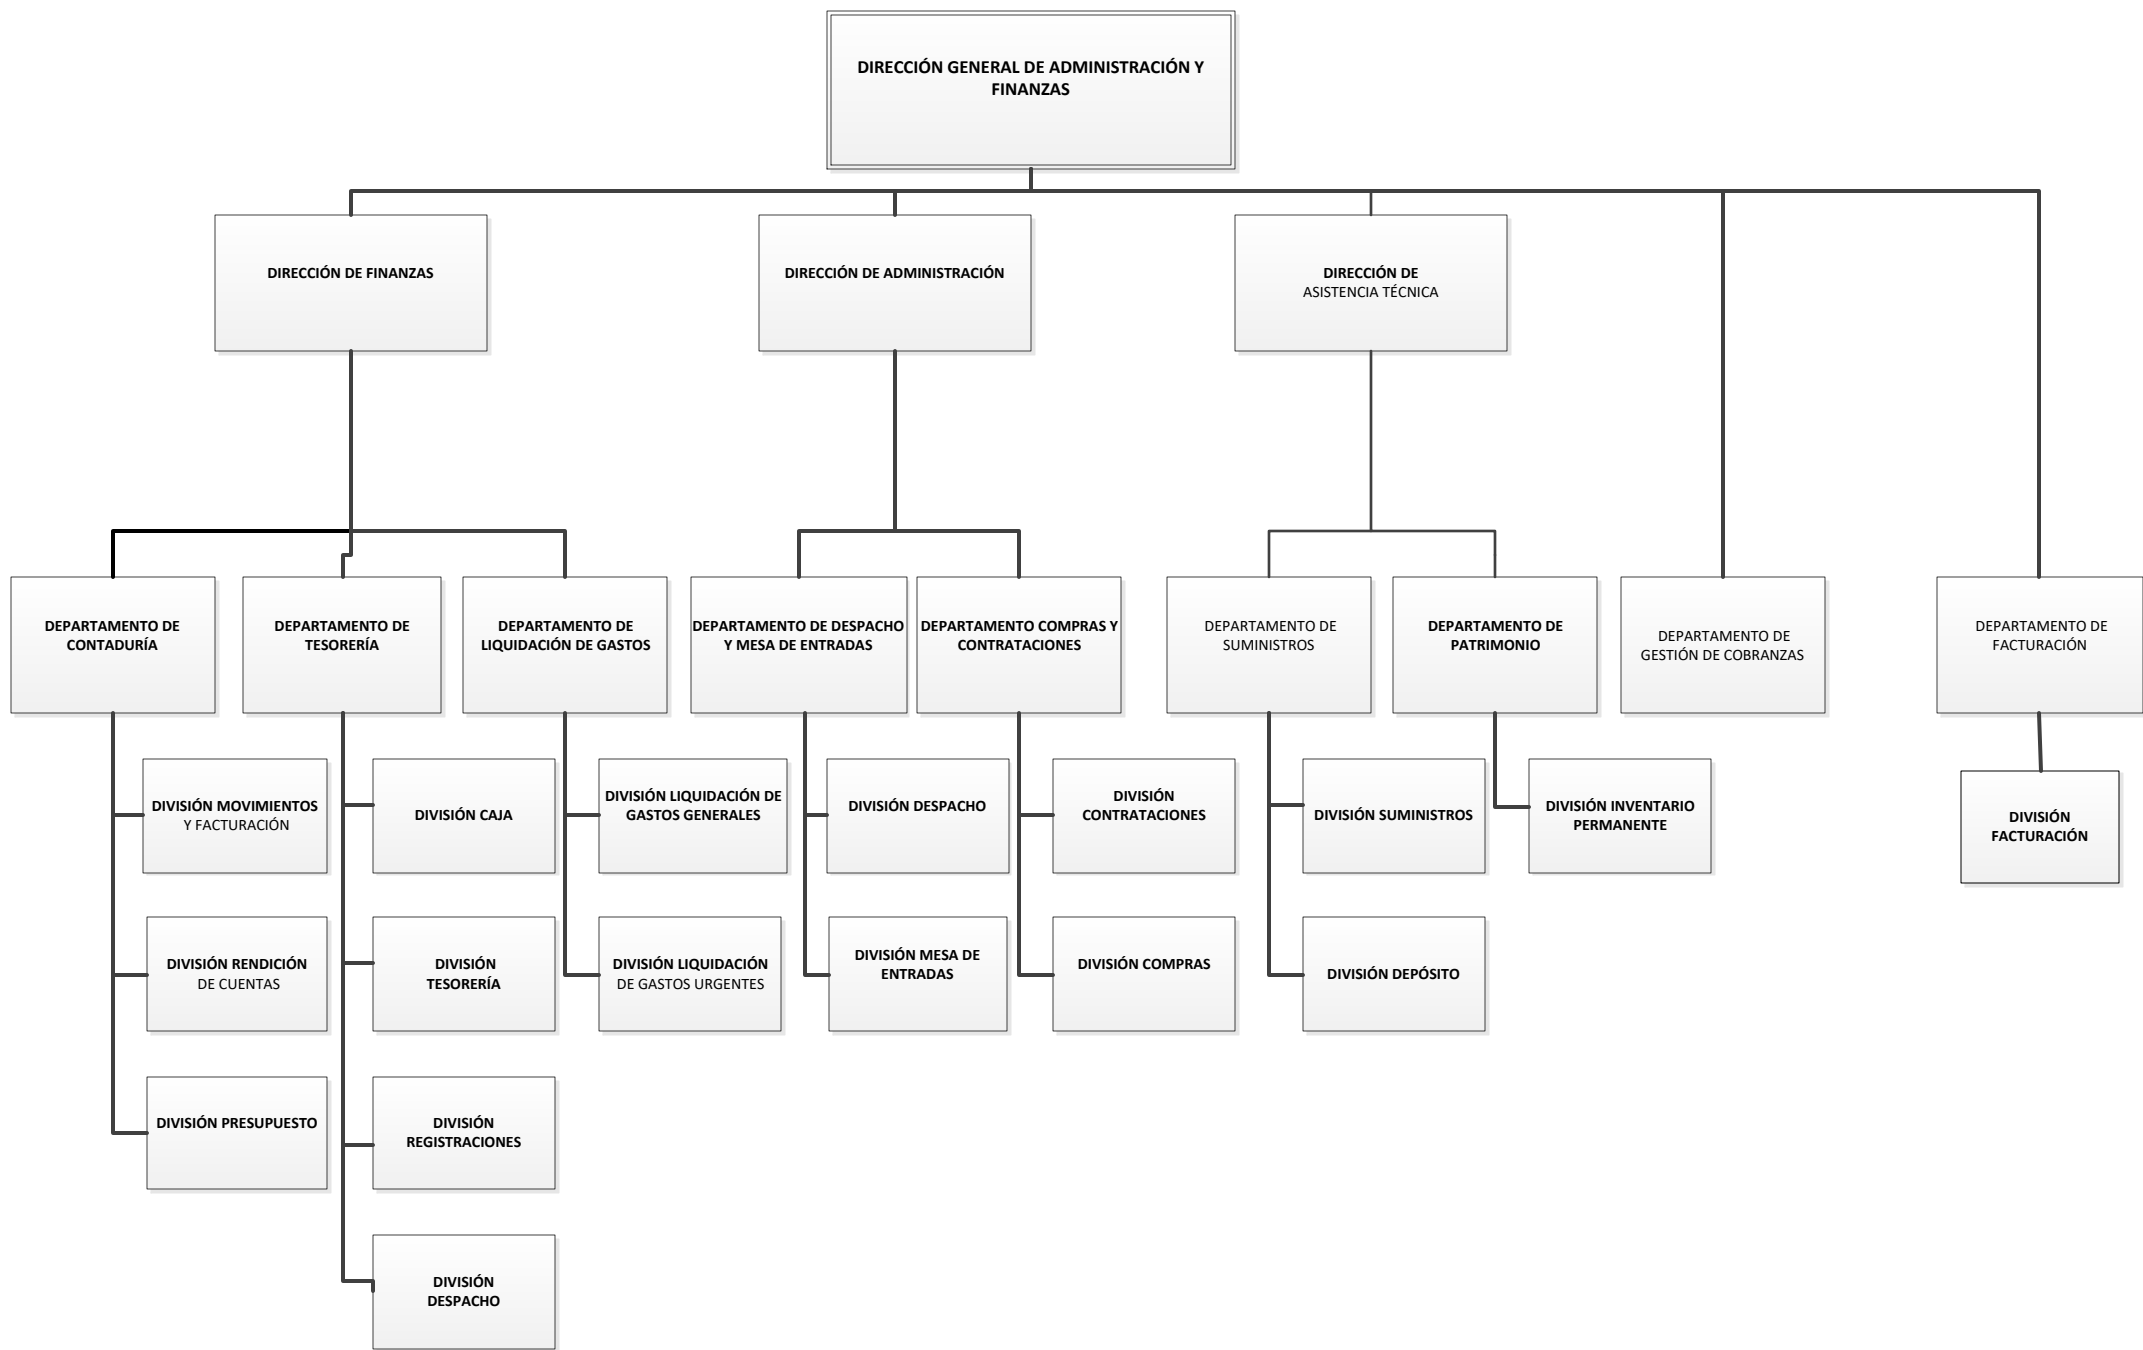 DIRECCIÓN GENERAL DE ADMINISTRACIÓN Y
FINANZAS
DIRECCIÓN DE FINANZAS
DIRECCIÓN DE ADMINISTRACIÓN
DIRECCIÓN DE
ASISTENCIA TÉCNICA
DEPARTAMENTO DE
CONTADURÍA
DEPARTAMENTO DE
TESORERÍA
DEPARTAMENTO DE
LIQUIDACIÓN DE GASTOS
DEPARTAMENTO DE DESPACHO
Y MESA DE ENTRADAS
DEPARTAMENTO COMPRAS Y
CONTRATACIONES
DEPARTAMENTO DE
SUMINISTROS
DEPARTAMENTO DE
PATRIMONIO
DEPARTAMENTO DE
GESTIÓN DE COBRANZAS
DEPARTAMENTO DE
FACTURACIÓN
DIVISIÓN MOVIMIENTOS
Y FACTURACIÓN
DIVISIÓN CAJA
DIVISIÓN LIQUIDACIÓN DE
GASTOS GENERALES
DIVISIÓN DESPACHO
DIVISIÓN
CONTRATACIONES
DIVISIÓN SUMINISTROS
DIVISIÓN INVENTARIO
PERMANENTE
DIVISIÓN
FACTURACIÓN
DIVISIÓN RENDICIÓN
DE CUENTAS
DIVISIÓN
TESORERÍA
DIVISIÓN LIQUIDACIÓN
DE GASTOS URGENTES
DIVISIÓN MESA DE
ENTRADAS
DIVISIÓN COMPRAS
DIVISIÓN DEPÓSITO
DIVISIÓN PRESUPUESTO
DIVISIÓN
REGISTRACIONES
DIVISIÓN
DESPACHO